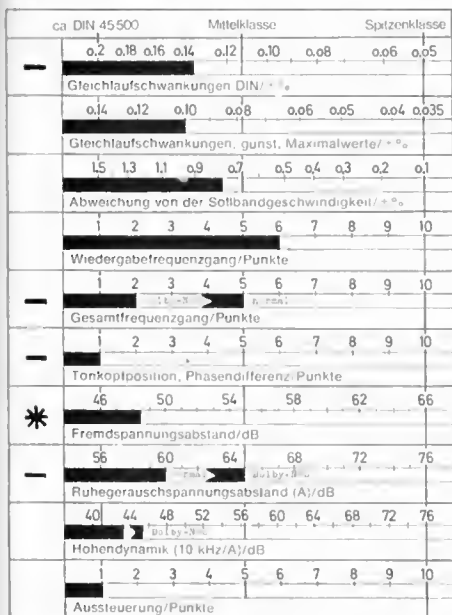 ca DIN 45500 Mittelklasse Spitzenklasse
0.2 0.18 0.16 0.14 0.12 0.10 0.08 0.06 0.05
Gleichlaufschwankungen DIN/±%
0.14 0.12 0.10 0.08 0.06 0.05 0.04 0.035
Gleichlaufschwankungen, gunst. Maximalwerte/±%
1.5 1.3 1.1 0.9 0.7 0.5 0.4 0.3 0.2 0.1
Abweichung von der Sollbandgeschwindigkeit/±%
1 2 3 4 5 6 7 8 9 10
Wiedergabefrequenzgang/Punkte
1 2 3 4 5 6 7 8 9 10
Gesamtfrequenzgang/Punkte
1 2 3 4 5 6 7 8 9 10
Tonkopfposition, Phasendifferenz/Punkte
46 50 54 58 62 66
Fremdspannungsabstand/dB
56 60 64 68 72 76
Dolby-N
Ruhegeräuschspannungsabstand (A)/dB
40 44 48 52 56 60 64 68 72 76
Dolby-N
Hohendynamik (10 kHz/A)/dB
1 2 3 4 5 6 7 8 9 10
Aussteuerung/Punkte